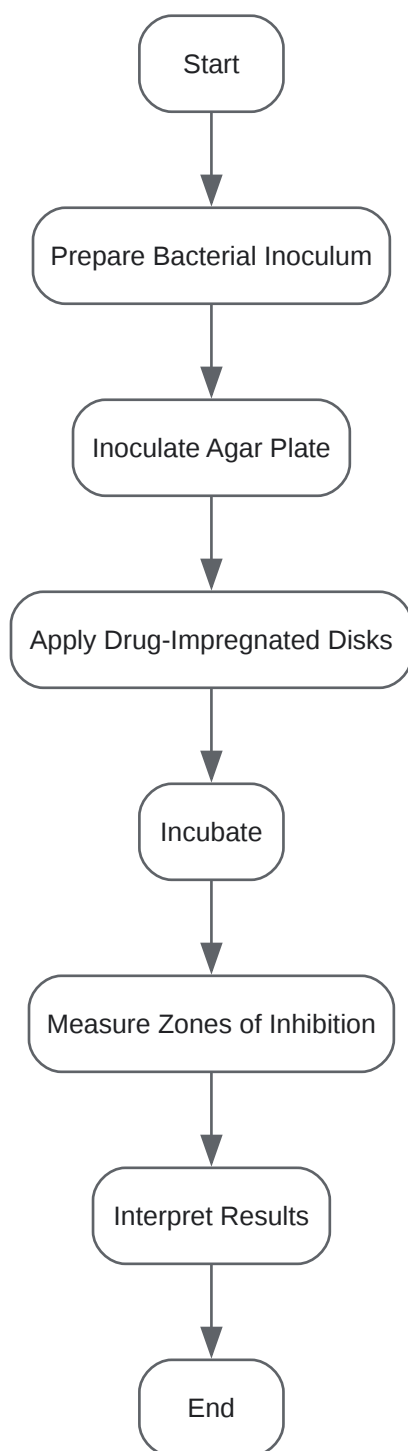 Start
Prepare Bacterial Inoculum
Inoculate Agar Plate
Apply Drug-Impregnated Disks
Incubate
Measure Zones of Inhibition
Interpret Results
End